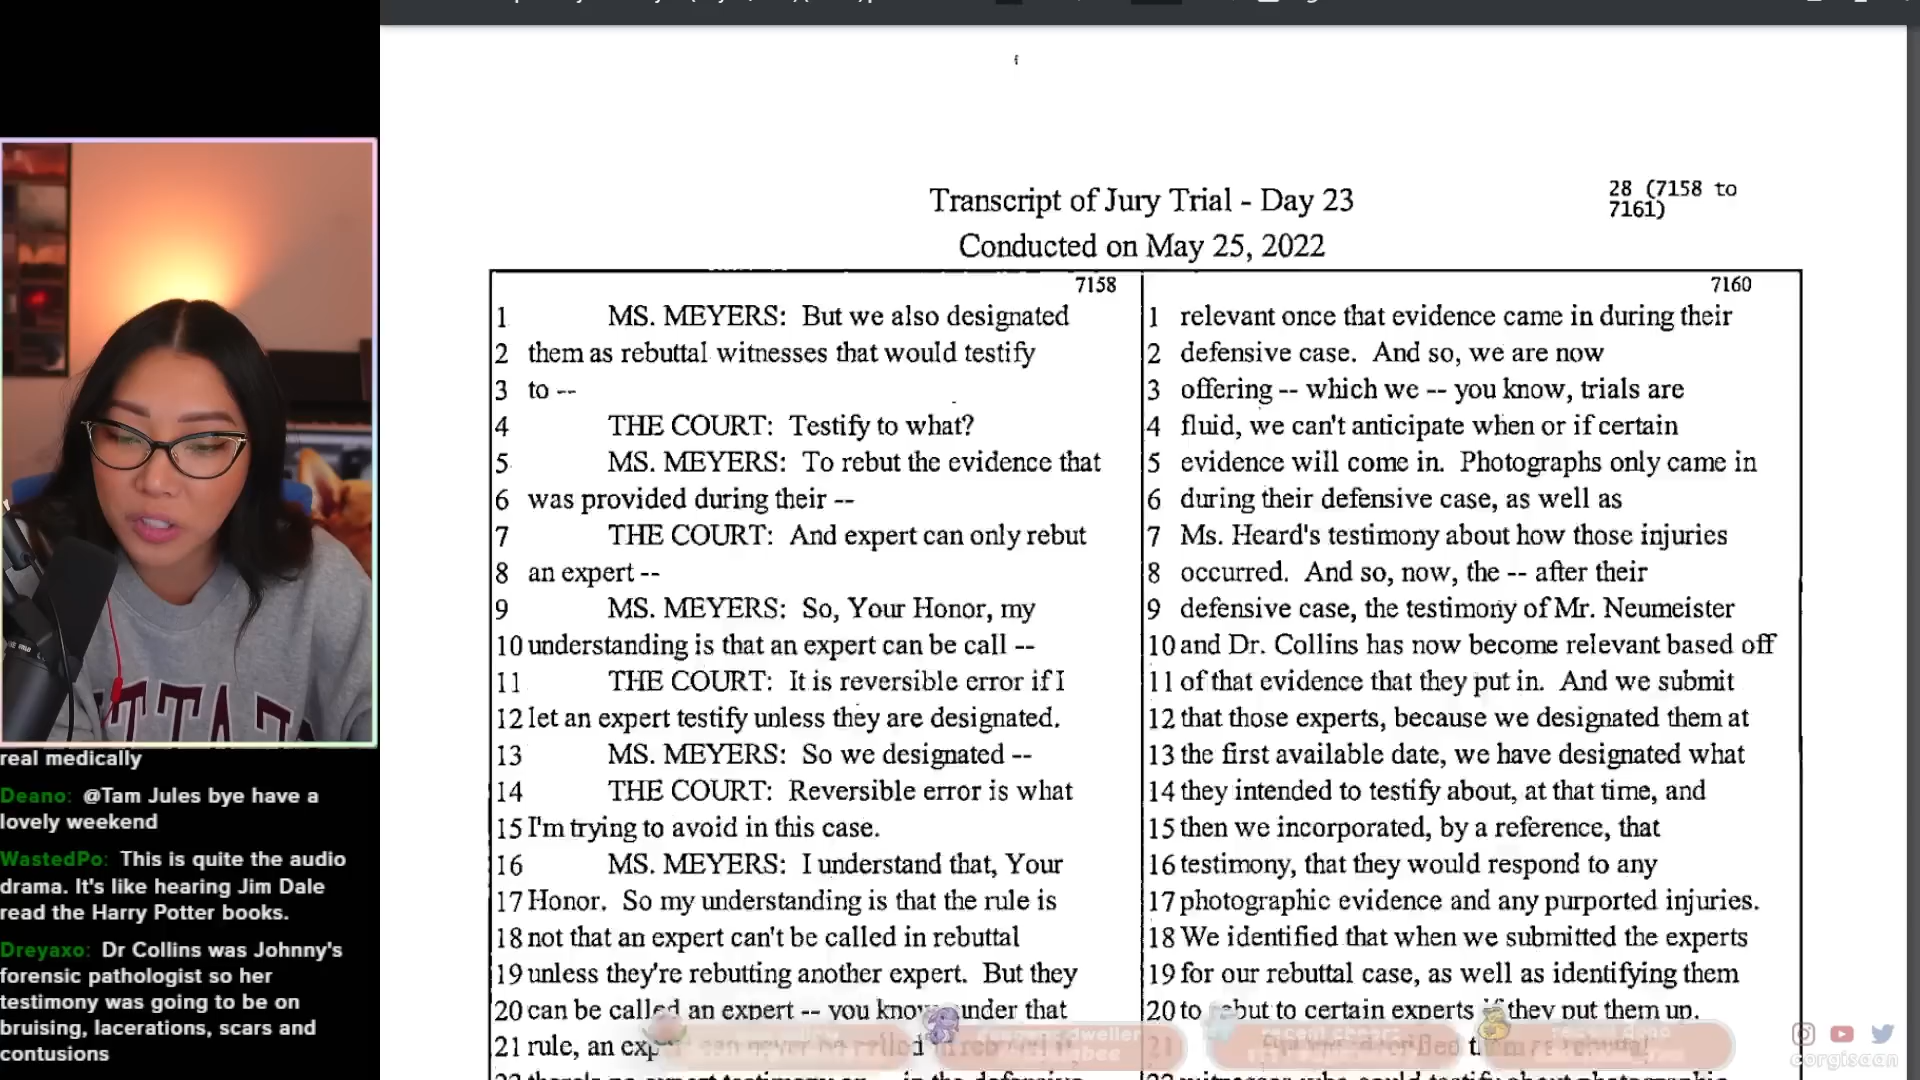 Transcript of Jury Trial - Day 23
28 (7158 to
7161)
Conducted on May 25, 2022
7158
1 MS. MEYERS: But we also designated
2 them as rebuttal witnesses that would testify
3 to --
4 THE COURT: Testify to what?
5 MS. MEYERS: To rebut the evidence that
6 was provided during their --
7 THE COURT: And expert can only rebut
8 an expert --
9 MS. MEYERS: So, Your Honor, my
10 understanding is that an expert can be call --
11 THE COURT: It is reversible error if I
12 let an expert testify unless they are designated.
13 MS. MEYERS: So we designated --
14 THE COURT: Reversible error is what
15 I'm trying to avoid in this case.
16 MS. MEYERS: I understand that, Your
17 Honor. So my understanding is that the rule is
18 not that an expert can't be called in rebuttal
19 unless they're rebutting another expert. But they
20 can be called an expert -- you know, under that
21 rule, an
7160
1 relevant once that evidence came in during their
2 defensive case. And so, we are now
3 offering -- which we -- you know, trials are
4 fluid, we can't anticipate when or if certain
5 evidence will come in. Photographs only came in
6 during their defensive case, as well as
7 Ms. Heard's testimony about how those injuries
8 occurred. And so, now, the -- after their
9 defensive case, the testimony of Mr. Neumeister
10 and Dr. Collins has now become relevant based off
11 of that evidence that they put in. And we submit
12 that those experts, because we designated them at
13 the first available date, we have designated what
14 they intended to testify about, at that time, and
15 then we incorporated, by a reference, that
16 testimony, that they would respond to any
17 photographic evidence and any purported injuries.
18 We identified that when we submitted the experts
19 for our rebuttal case, as well as identifying them
20 to rebut to certain experts if they put them up.
21
real medically
Deano: @Tam Jules bye have a
lovely weekend
WastedPo: This is quite the audio
drama. It's like hearing Jim Dale
read the Harry Potter books.
Dreyaxo: Dr Collins was Johnny's
forensic pathologist so her
testimony was going to be on
bruising, lacerations, scars and
contusions
corgisaan